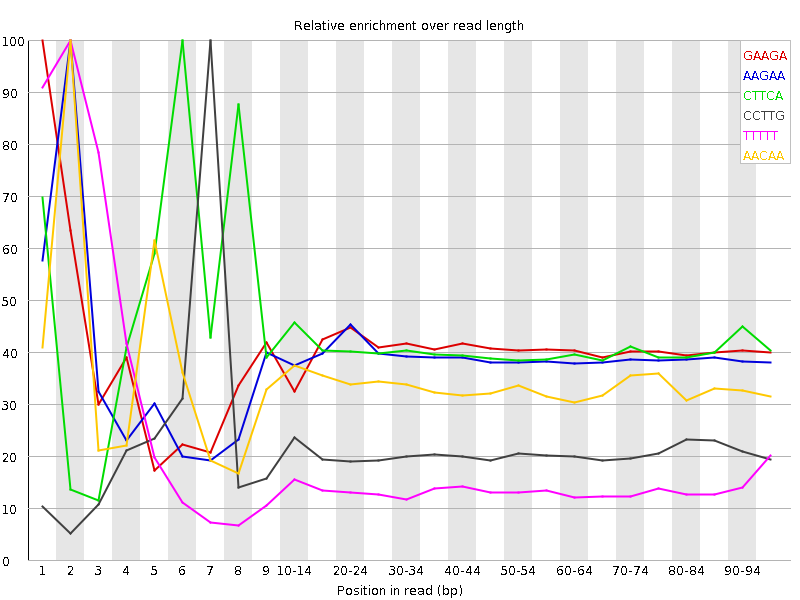 Relative enrichment over read length
100
90
80
70
60
50
40
30
20
10
0
GAAGA
AAGAA
CTTCA
CCTTG
TTTTT
AACAA
1 2 3 4 5 6 7 8 9 10-14 20-24 30-34 40-44 50-54 60-64 70-74 80-84 90-94
Position in read (bp)